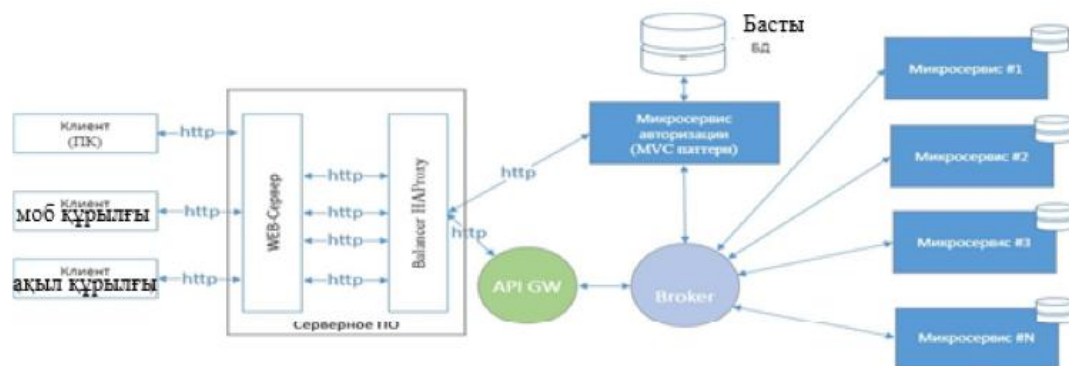 Басты
БД
Клиент
(ПК)
http
Клиент
моб құрылғы
http
Клиент
ақыл құрылғы
http
WEB-Сервер
http
http
http
http
Balancer HAProxy
Серверное ПО
http
http
Микросервис
авторизации
(MVC паттерн)
API GW
Broker
Микросервис #1
Микросервис #2
Микросервис #3
Микросервис #N